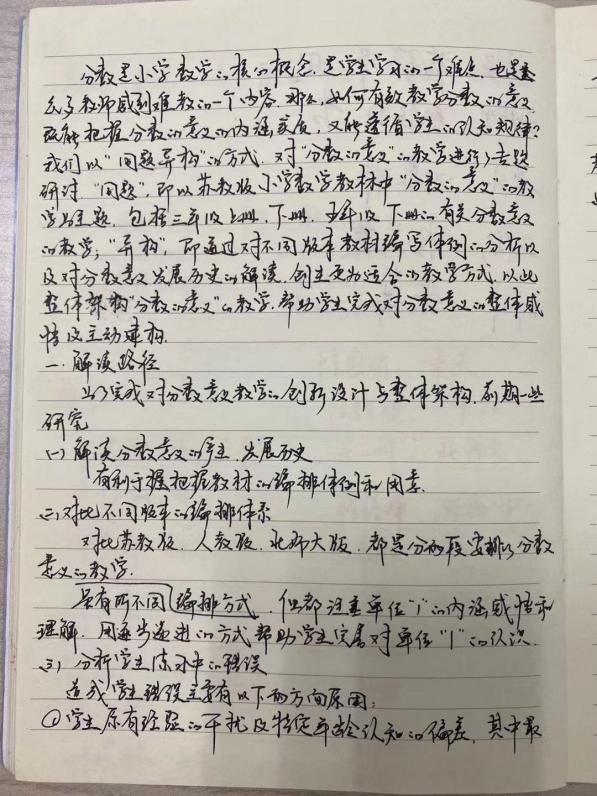 分数是小学数学的核心概念,是学生学习的一个难点,也是
么多教师感到难教的一个内容。那么,如何有效教学分数的意义,
既能把握分数的意义的内涵实质,又能遵循学生的认知规律?
我们以“同题异构”的方式,对“分数的意义”的教学进行了专题
研讨。“同题”,即以苏教版小学数学教材中“分数的意义”的教
学为主题,包括三年级上册、下册,五年级下册的有关分数意义
的教学;“异构”,即通过对不同版本教材编写体例的分析以
及对分数意义发展历史的解读,创生更为适合的教学方式,以此
整体架构“分数的意义”的教学,帮助学生完成对分数意义的整体感
悟及主动建构。
一、解读路径
为了完成对分数意义教学的创新设计与整体架构,前期一些
研究
(一)解读分数意义的产生、发展历史
有利于握把握教材的编排体例和因素。
(二)对比不同版本的编排体系
对比苏教版、人教版、北师大版,都是分两段安排分数
意义的教学。
虽有所不同编排方式,但都注重单位“1”的内涵感悟和
理解,用逐步递进的方式帮助学生完善对单位“1”的认识。
(三)分析学生练习中的错误
造成学生错误主要有以下两方面原因:
①学生原有经验的干扰及特定年龄认知的偏差,其中最